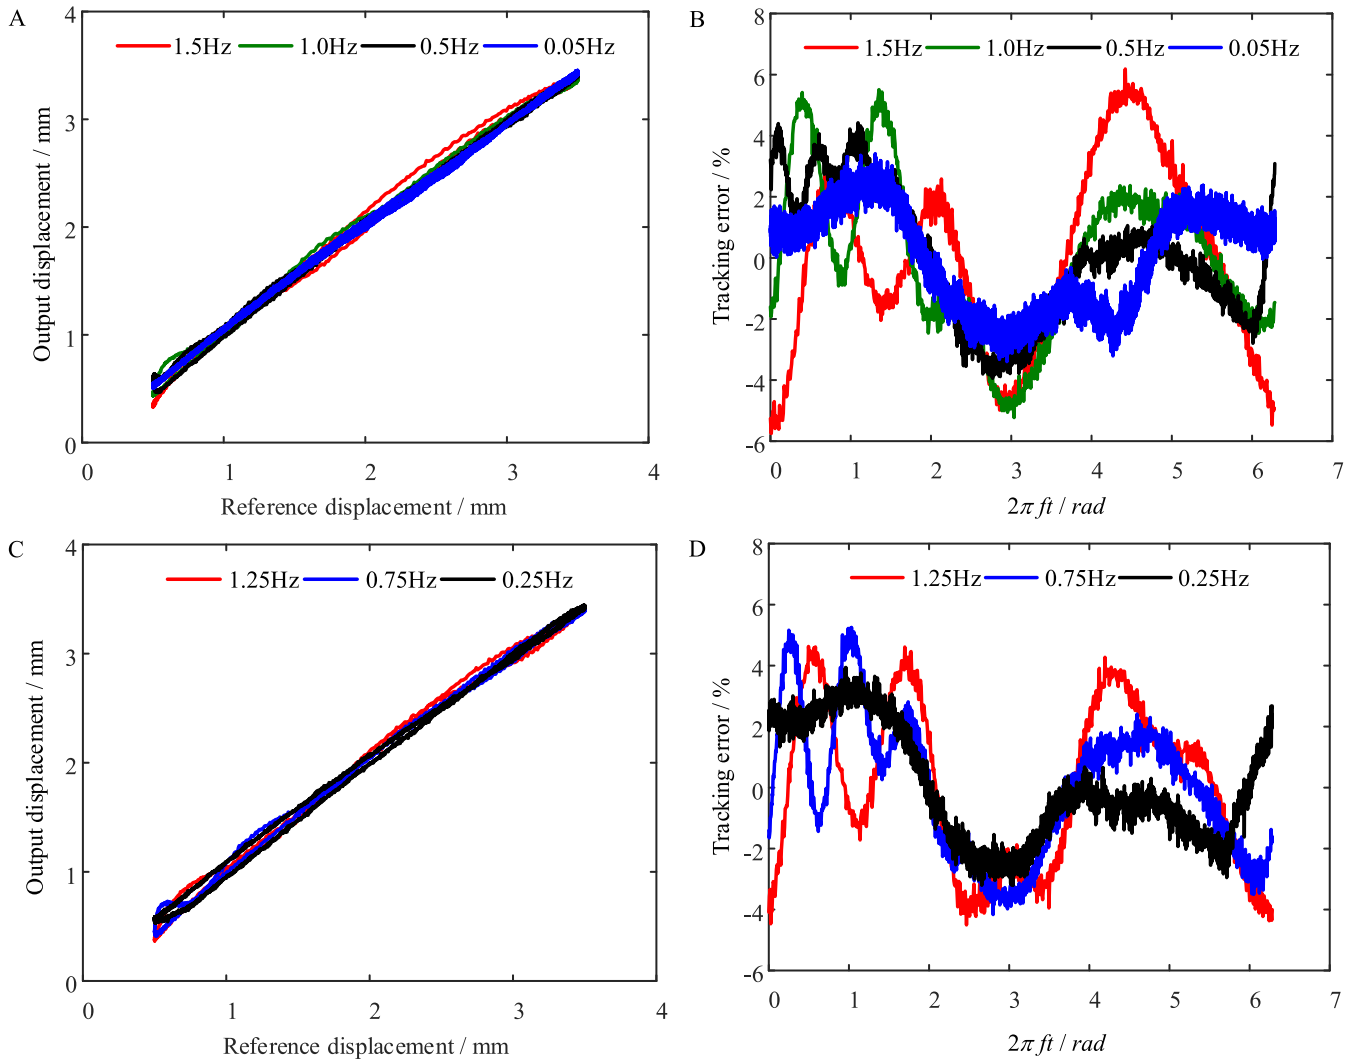 A
4
1.5Hz 1.0Hz 0.5Hz 0.05Hz
3
2
1
0
Output displacement / mm
0 1 2 3 4
Reference displacement / mm
B
8
1.5Hz 1.0Hz 0.5Hz 0.05Hz
6
4
2
0
-2
-4
-6
Tracking error / %
0 1 2 3 4 5 6 7
2π ft / rad
C
4
1.25Hz 0.75Hz 0.25Hz
3
2
1
0
Output displacement / mm
0 1 2 3 4
Reference displacement / mm
D
8
1.25Hz 0.75Hz 0.25Hz
6
4
2
0
-2
-4
-6
Tracking error / %
0 1 2 3 4 5 6 7
2π ft / rad